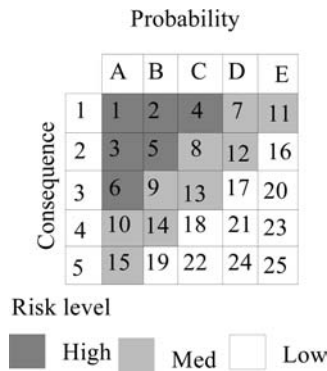 Probability
A B C D E
1 1 2 4 7 11
2 3 5 8 12 16
3 6 9 13 17 20
4 10 14 18 21 23
5 15 19 22 24 25
Consequence
Risk level
High Med Low